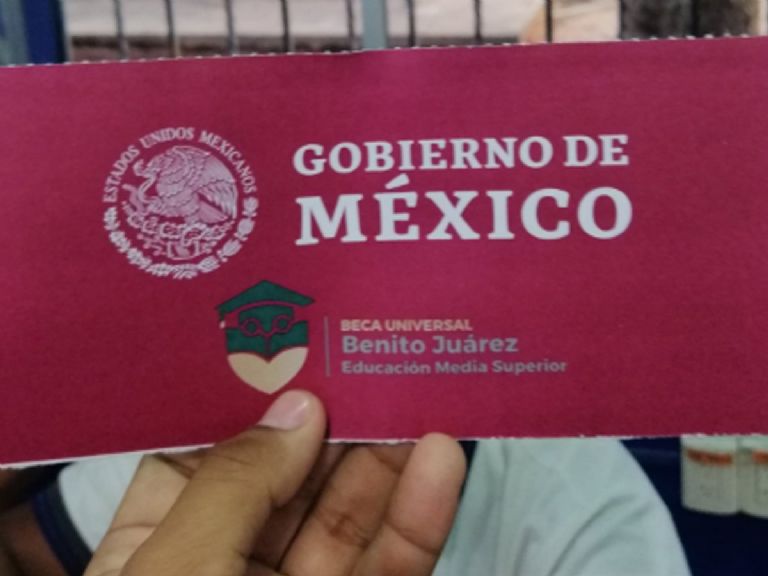 ESTADOS UNIDOS MEXICANOS
GOBIERNO DE
MÉXICO
BECA UNIVERSAL
Benito Juárez
Educación Media Superior